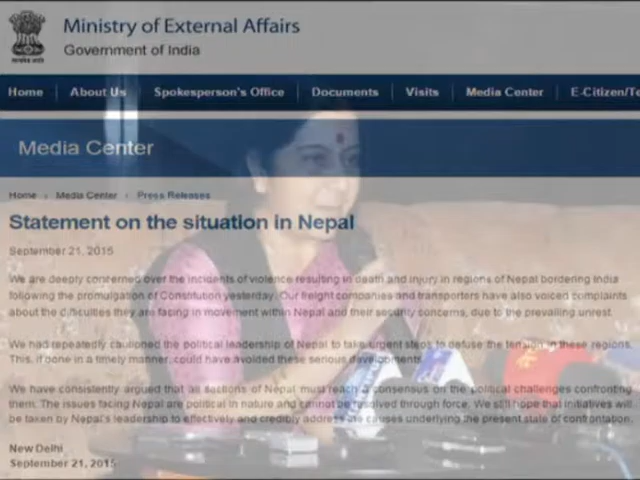 Ministry of External Affairs
Government of India
Home About Us Spokesperson's Office Documents Visits Media Center E-Citizen/Te
Media Center
Home › Media Center › Press Releases
Statement on the situation in Nepal
September 21, 2015
We are deeply concerned over the incidents of violence resulting in death and injury in regions of Nepal bordering India
following the promulgation of Constitution yesterday. Our freight companies and transporters have also voiced complaints
about the difficulties they are facing in movement within Nepal and their security concerns, due to the prevailing unrest.
We had repeatedly cautioned the political leadership of Nepal to take urgent steps to defuse the tension in these regions.
This, if done in a timely manner, could have avoided these serious developments.
We have consistently argued that all sections of Nepal must reach a consensus on the political challenges confronting
them. The issues facing Nepal are political in nature and cannot be resolved through force. We still hope that initiatives will
be taken by Nepal's leadership to effectively and credibly address the causes underlying the present state of confrontation.
New Delhi
September 21, 2015